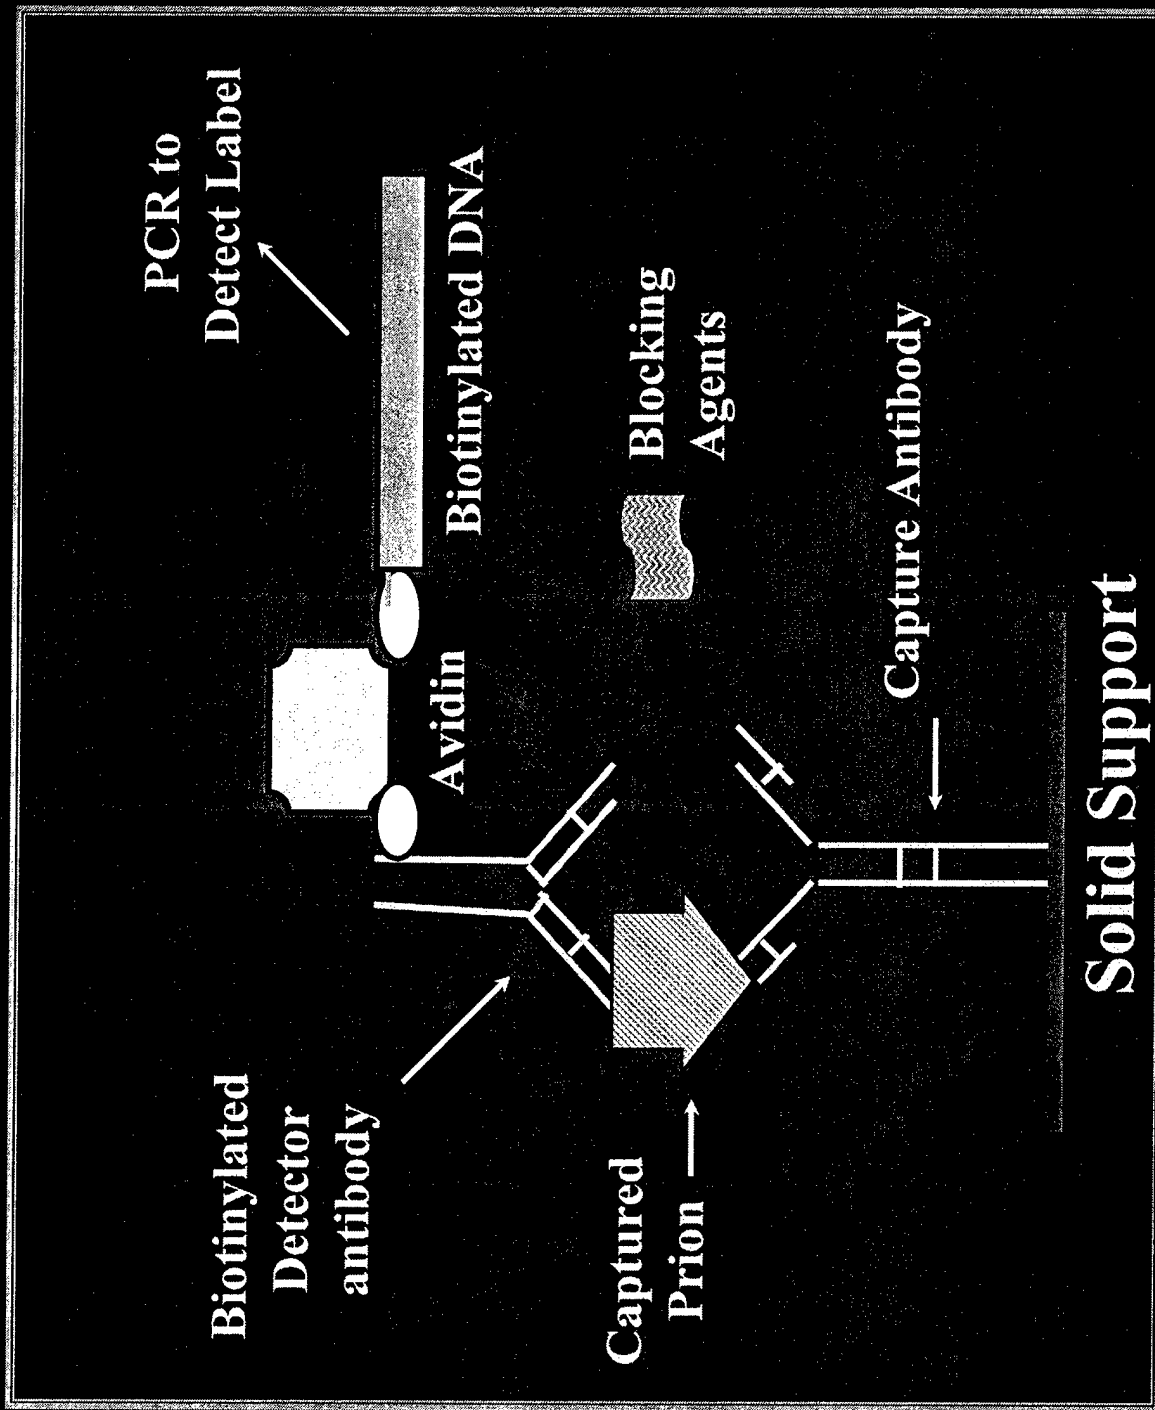 PCR to
Detect Label
Biotinylated DNA
Avidin
Biotinylated
Detector
antibody
Blocking
Agents
Captured
Prion
Capture Antibody
Solid Support